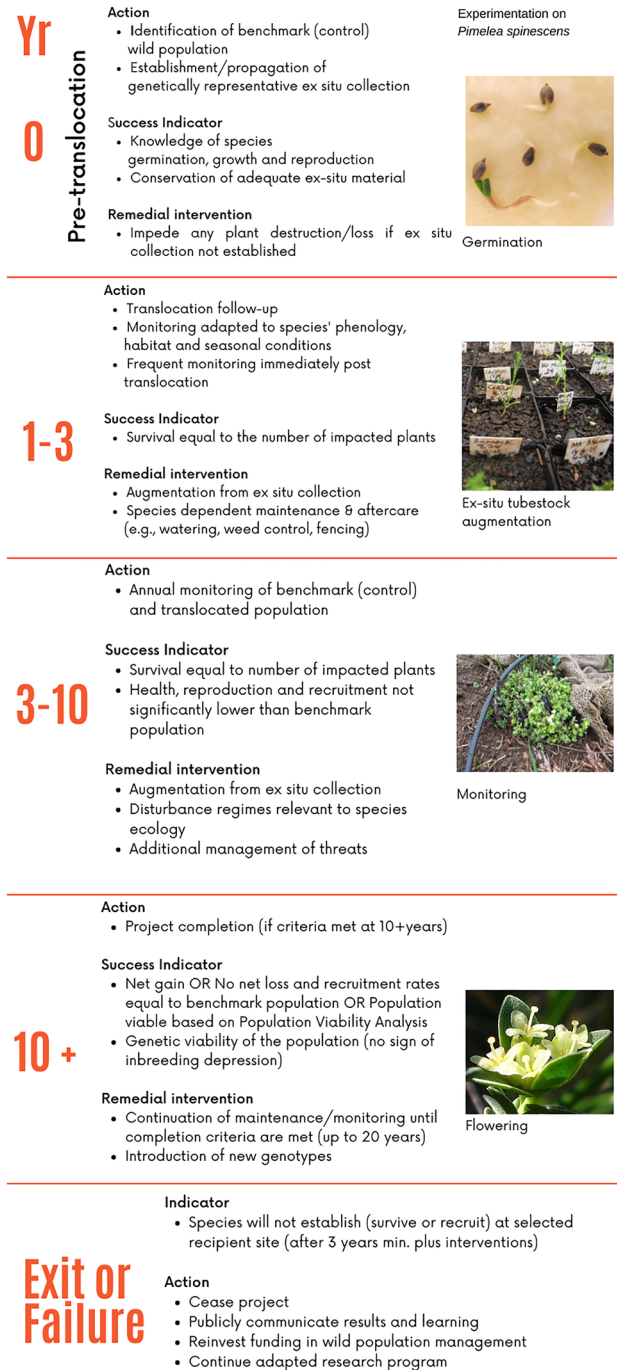 Yr
0
Pre-translocation
Action
• Identification of benchmark (control)
wild population
• Establishment/propagation of
genetically representative ex situ collection
Success Indicator
• Knowledge of species
germination, growth and reproduction
• Conservation of adequate ex-situ material
Remedial intervention
• Impede any plant destruction/loss if ex situ
collection not established
Experimentation on
Pimelea spinescens
Germination
1-3
Action
• Translocation follow-up
• Monitoring adapted to species' phenology,
habitat and seasonal conditions
• Frequent monitoring immediately post
translocation
Success Indicator
• Survival equal to the number of impacted plants
Remedial intervention
• Augmentation from ex situ collection
• Species dependent maintenance & aftercare
(e.g., watering, weed control, fencing)
Ex-situ tubestock
augmentation
3-10
Action
• Annual monitoring of benchmark (control)
and translocated population
Success Indicator
• Survival equal to number of impacted plants
• Health, reproduction and recruitment not
significantly lower than benchmark
population
Remedial intervention
• Augmentation from ex situ collection
• Disturbance regimes relevant to species
ecology
• Additional management of threats
Monitoring
10 +
Action
• Project completion (if criteria met at 10+years)
Success Indicator
• Net gain OR No net loss and recruitment rates
equal to benchmark population OR Population
viable based on Population Viability Analysis
• Genetic viability of the population (no sign of
inbreeding depression)
Remedial intervention
• Continuation of maintenance/monitoring until
completion criteria are met (up to 20 years)
• Introduction of new genotypes
Flowering
Exit or
Failure
Indicator
• Species will not establish (survive or recruit) at selected
recipient site (after 3 years min. plus interventions)
Action
• Cease project
• Publicly communicate results and learning
• Reinvest funding in wild population management
• Continue adapted research program